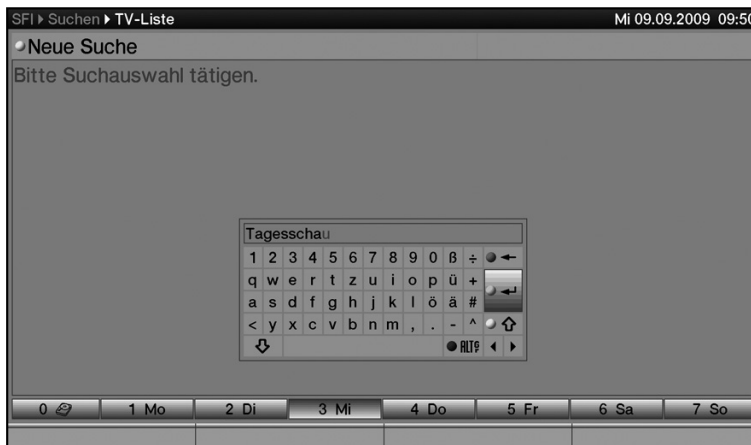 SFI Suchen TV-Liste Mi 09.09.2009 09:50
Neue Suche
Bitte Suchauswahl tätigen.
Tagesschau
1 2 3 4 5 6 7 8 9 0 ß ÷
q w e r t z u i o p ü +
a s d f g h j k l ö ä #
< y x c v b n m , . - ^
ALTGR
0 1 Mo 2 Di 3 Mi 4 Do 5 Fr 6 Sa 7 So